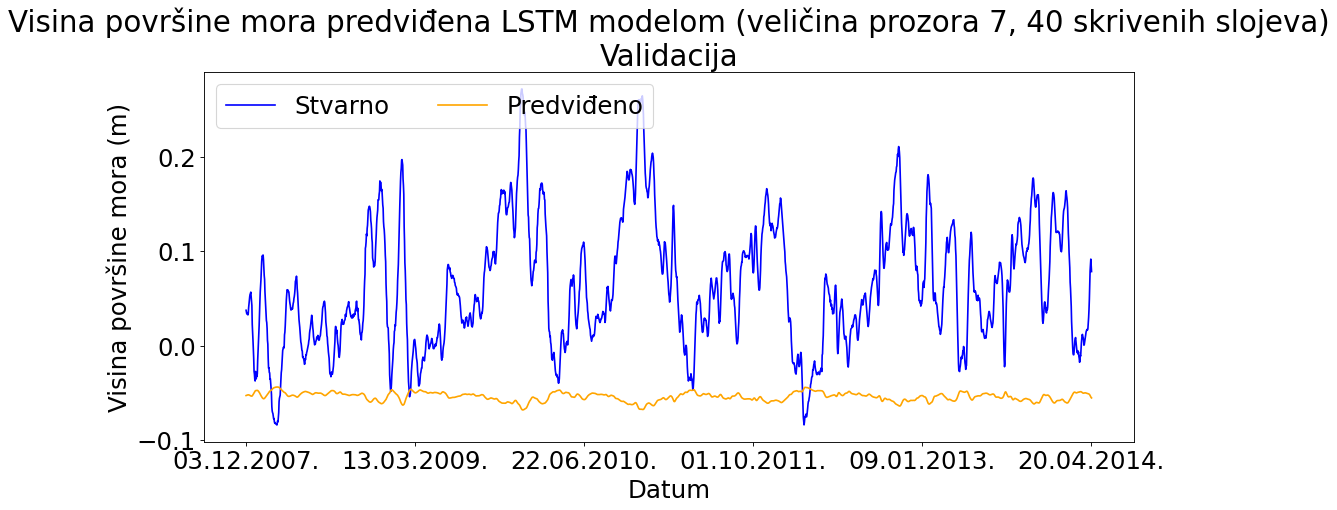 Visina površine mora predviđena LSTM modelom (veličina prozora 7, 40 skrivenih slojeva)
Validacija
Stvarno Predviđeno
Visina površine mora (m)
0.2
0.1
0.0
−0.1
03.12.2007. 13.03.2009. 22.06.2010. 01.10.2011. 09.01.2013. 20.04.2014.
Datum